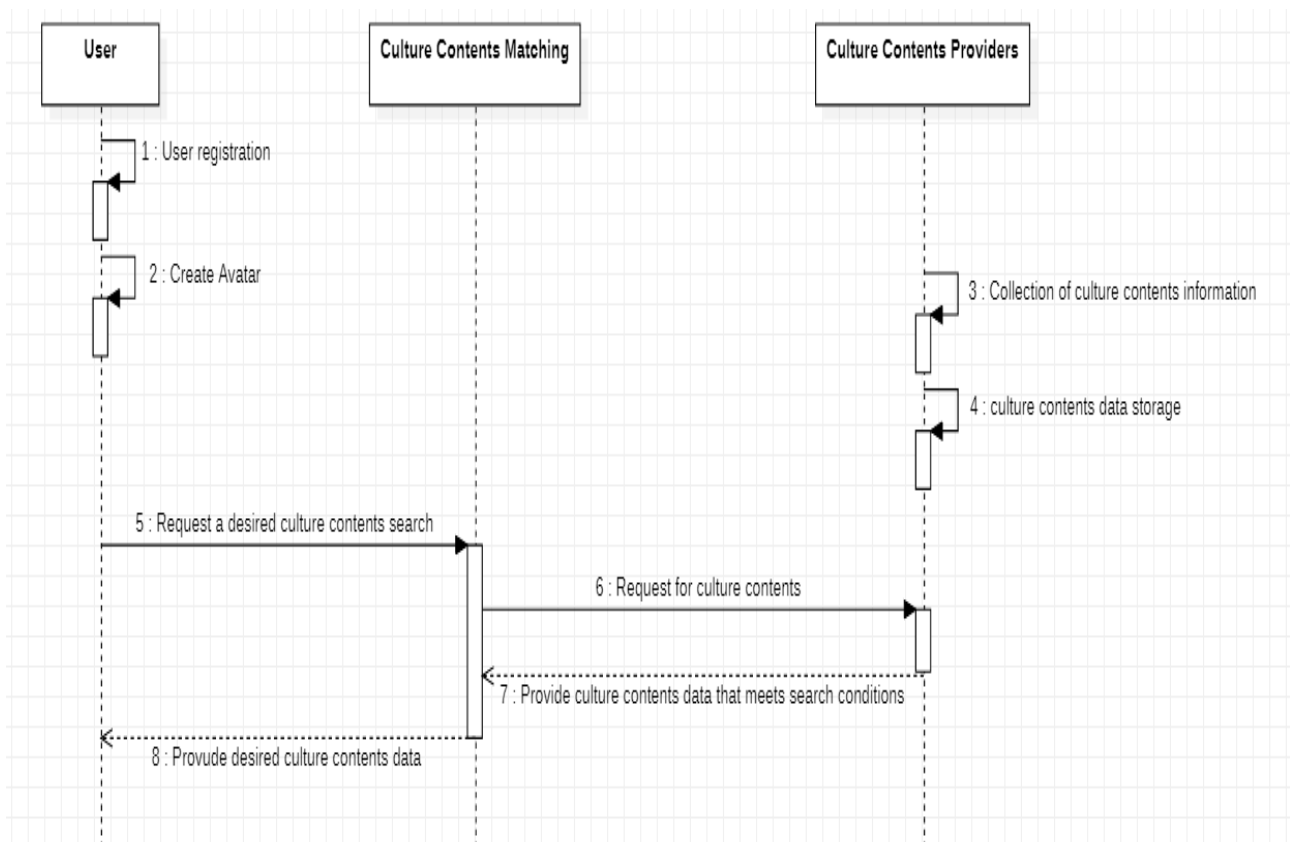 User
Culture Contents Matching
Culture Contents Providers
1 : User registration
2 : Create Avatar
3 : Collection of culture contents information
4 : culture contents data storage
5 : Request a desired culture contents search
6 : Request for culture contents
7 : Provide culture contents data that meets search conditions
8 : Provude desired culture contents data